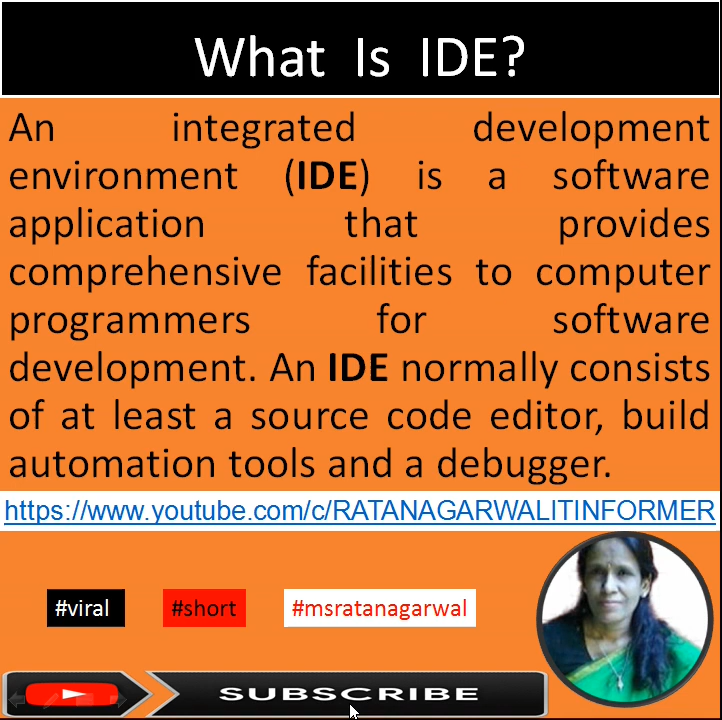 What Is IDE?
An integrated development
environment (IDE) is a software
application that provides
comprehensive facilities to computer
programmers for software
development. An IDE normally consists
of at least a source code editor, build
automation tools and a debugger.
https://www.youtube.com/c/RATANAGARWALITINFORMER
#viral #short #msratanagarwal
SUBSCRIBE